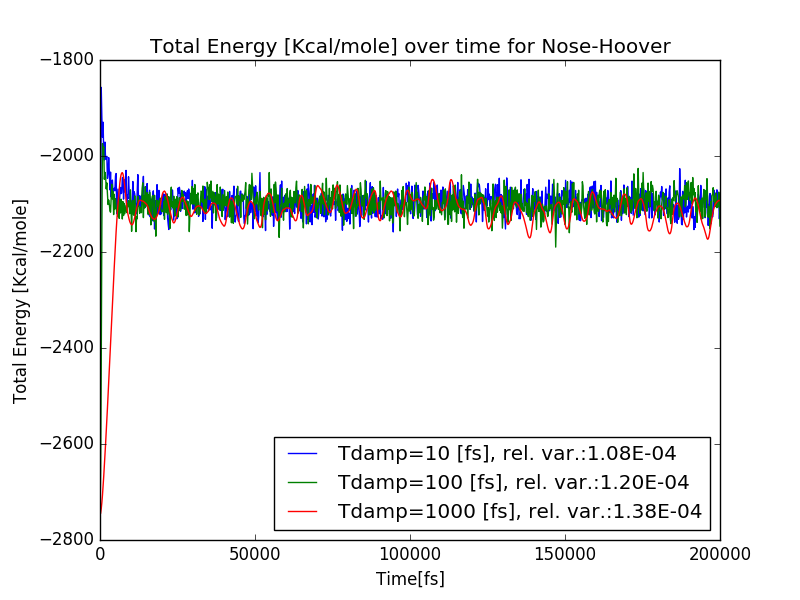 Total Energy [Kcal/mole] over time for Nose-Hoover
−1800
−2000
−2200
−2400
−2600
−2800
Total Energy [Kcal/mole]
Tdamp=10 [fs], rel. var.:1.08E-04
Tdamp=100 [fs], rel. var.:1.20E-04
Tdamp=1000 [fs], rel. var.:1.38E-04
0 50000 100000 150000 200000
Time[fs]